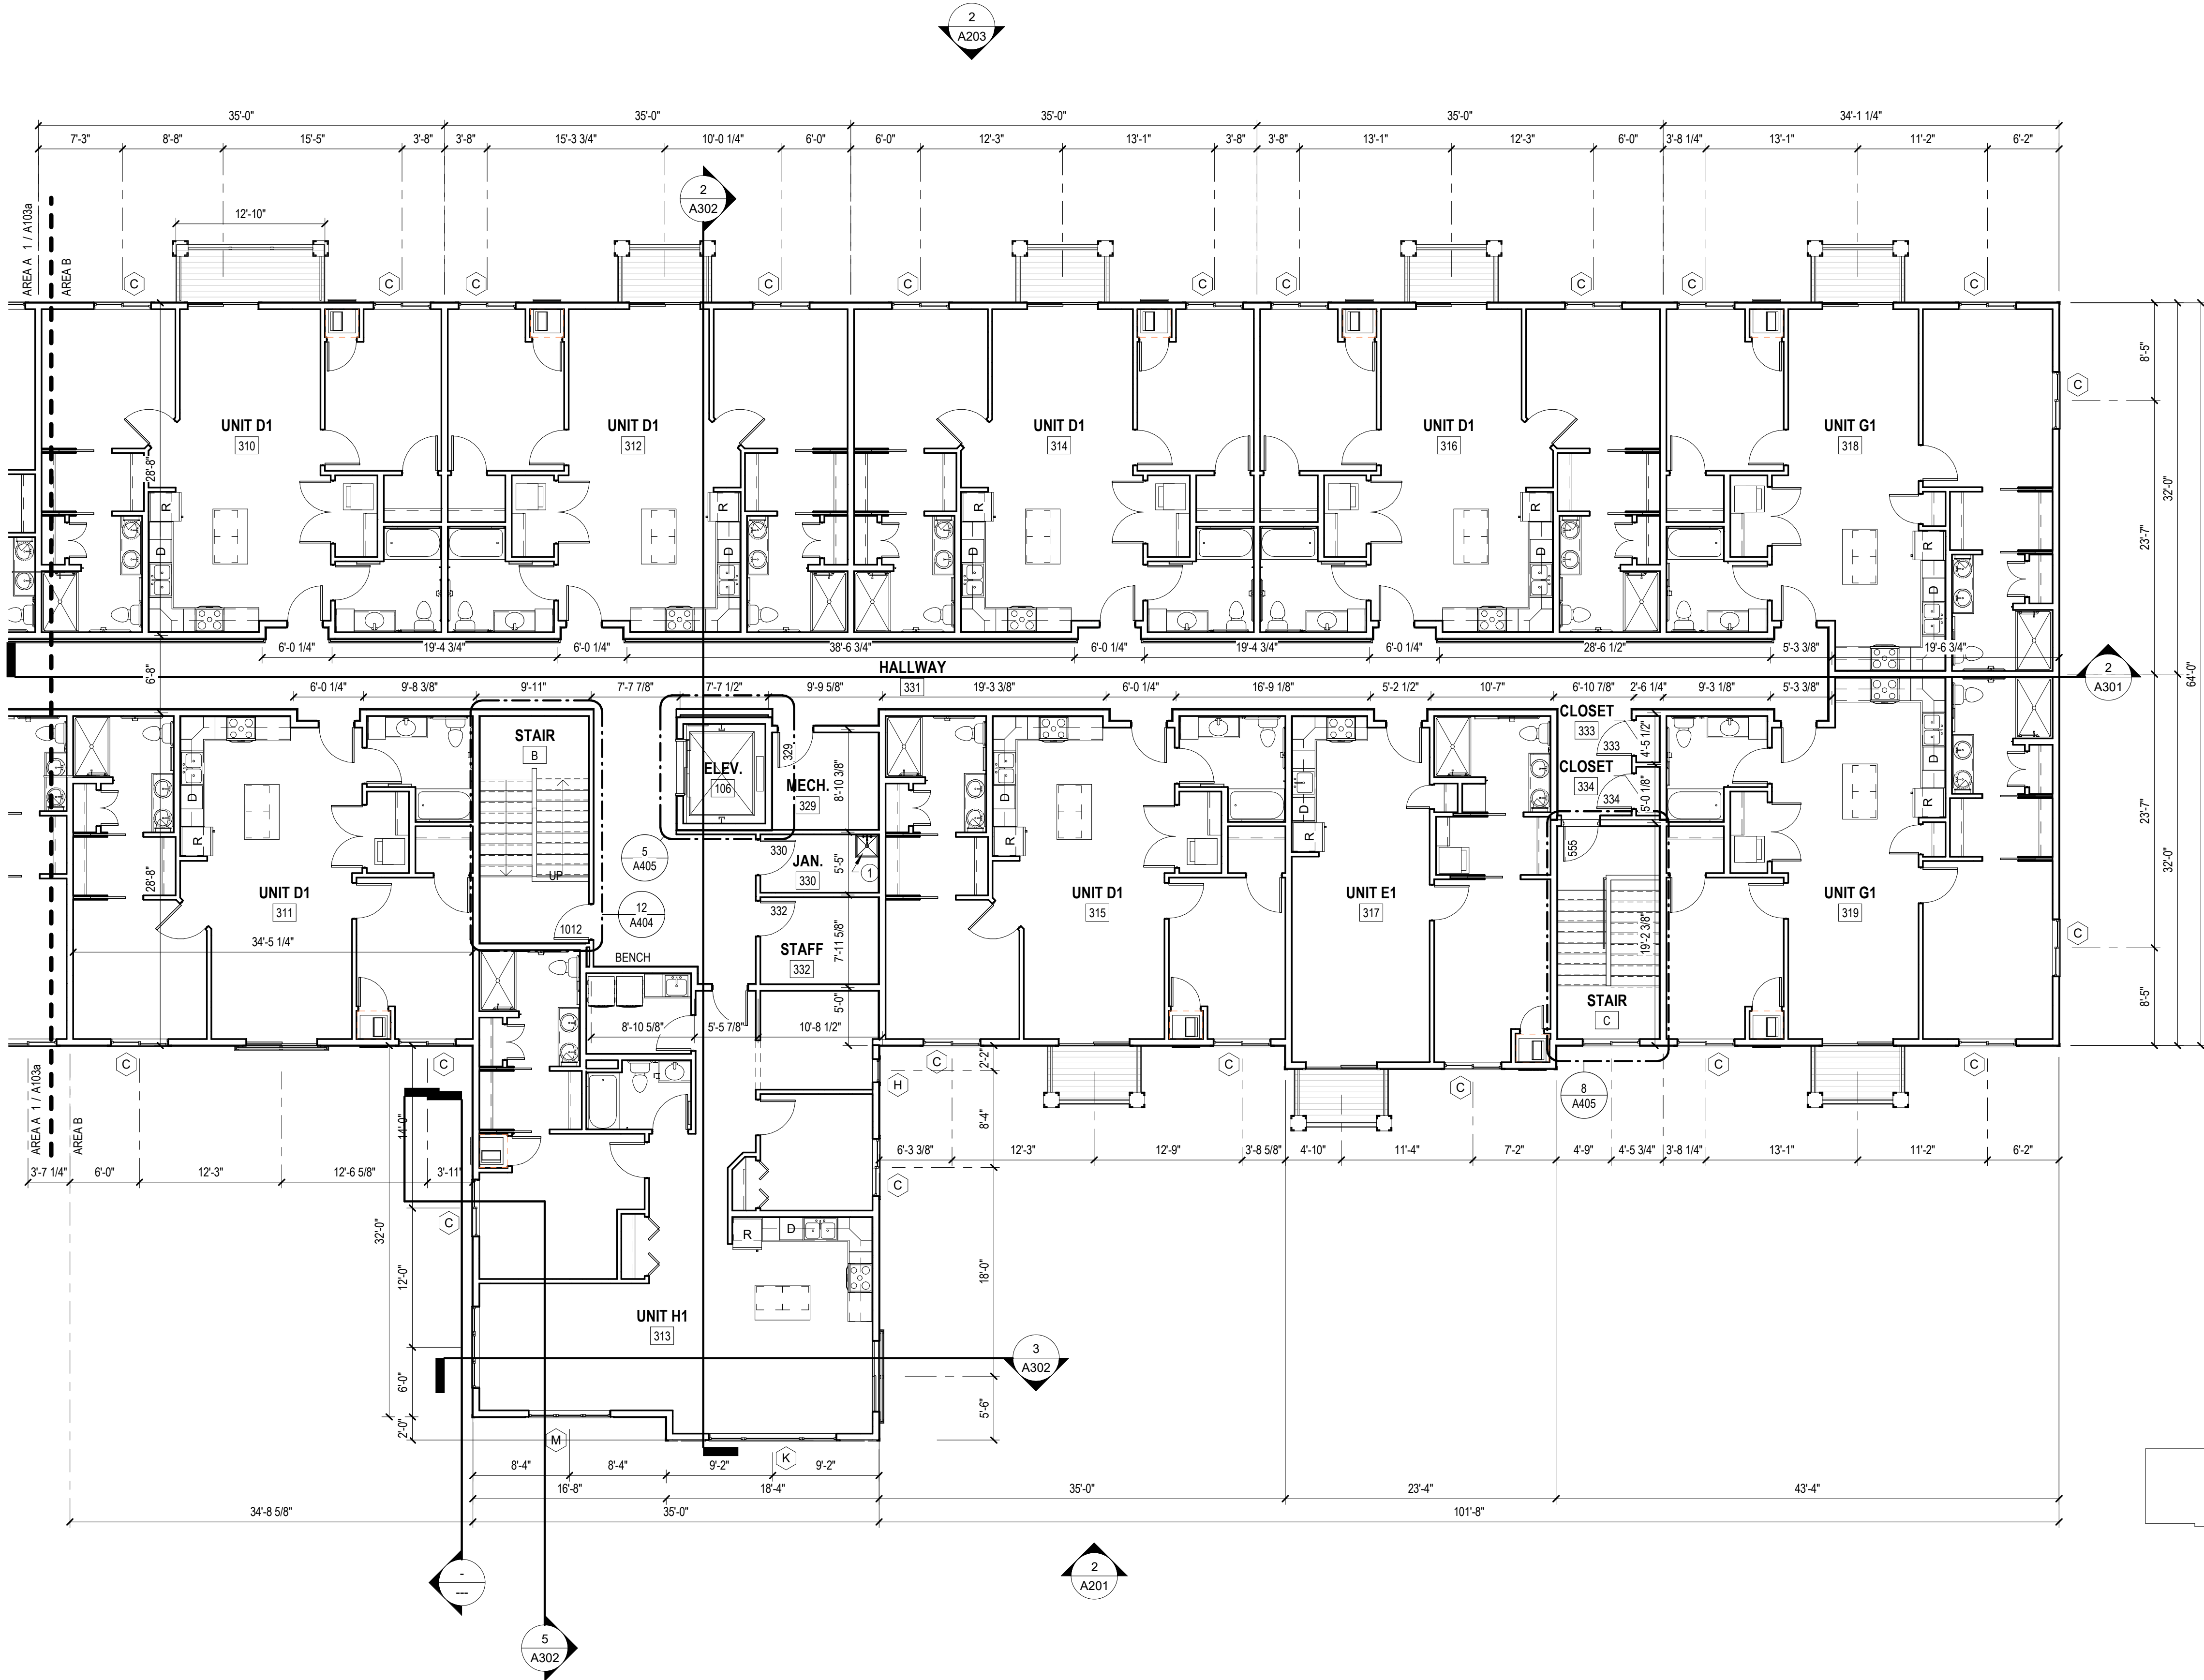 2
A203
35'-0" 35'-0" 35'-0" 35'-0" 34'-1 1/4"
7'-3" 8'-8" 15'-5" 3'-8" 3'-8" 15'-3 3/4" 10'-0 1/4" 6'-0" 6'-0" 12'-3" 13'-1" 3'-8" 3'-8" 13'-1" 12'-3" 6'-0" 3'-8 1/4" 13'-1" 11'-2" 6'-2"
2
A302
AREA A 1 / A103a
AREA B
12'-10"
C C C C C C C C C C
8'-5"
C
UNIT D1 UNIT D1 UNIT D1 UNIT D1 UNIT G1
310 312 314 316 318
28'-8"
32'-0"
R R R R
D D D D
23'-7"
R
D
6'-0 1/4" 19'-4 3/4" 6'-0 1/4" 38'-6 3/4" 6'-0 1/4" 19'-4 3/4" 6'-0 1/4" 28'-6 1/2" 5'-3 3/8" 19'-6 3/4"
6'-8"
HALLWAY
331
2
A301
64'-0"
6'-0 1/4" 9'-8 3/8" 9'-11" 7'-7 7/8" 7'-7 1/2" 9'-9 5/8" 19'-3 3/8" 6'-0 1/4" 16'-9 1/8" 5'-2 1/2" 10'-7" 6'-10 7/8" 2'-6 1/4" 9'-3 1/8" 5'-3 3/8"
CLOSET
333
333
4'-5 1/2"
STAIR
B
ELEV.
106
329
MECH.
329
8'-10 3/8"
CLOSET
334
334
5'-0 1/8"
D D D D
R R R R
23'-7"
32'-0"
5
A405
330
JAN.
330
5'-5"
1
555
UP
28'-8"
UNIT D1 UNIT D1 UNIT E1 UNIT G1
311 315 317 319
12
A404
332
1012
STAFF
332
7'-11 5/8"
19'-2 3/8"
C
34'-5 1/4"
BENCH
5'-0"
STAIR
C
8'-5"
8'-10 5/8" 5'-5 7/8" 10'-8 1/2"
2'-2"
C C C C C C
H
8
A405
AREA A 1 / A103a
AREA B
14'-0"
8'-4"
3'-7 1/4" 6'-0" 12'-3" 12'-6 5/8" 3'-11"
6'-3 3/8" 12'-3" 12'-9" 3'-8 5/8" 4'-10" 11'-4" 7'-2" 4'-9" 4'-5 3/4" 3'-8 1/4" 13'-1" 11'-2" 6'-2"
C
C
32'-0"
R D
12'-0"
18'-0"
UNIT H1
313
3
A302
6'-0"
2'-0"
5'-6"
M
K
8'-4" 8'-4" 9'-2" 9'-2"
16'-8" 18'-4" 35'-0" 23'-4" 43'-4"
34'-8 5/8" 35'-0" 101'-8"
-
---
2
A201
5
A302